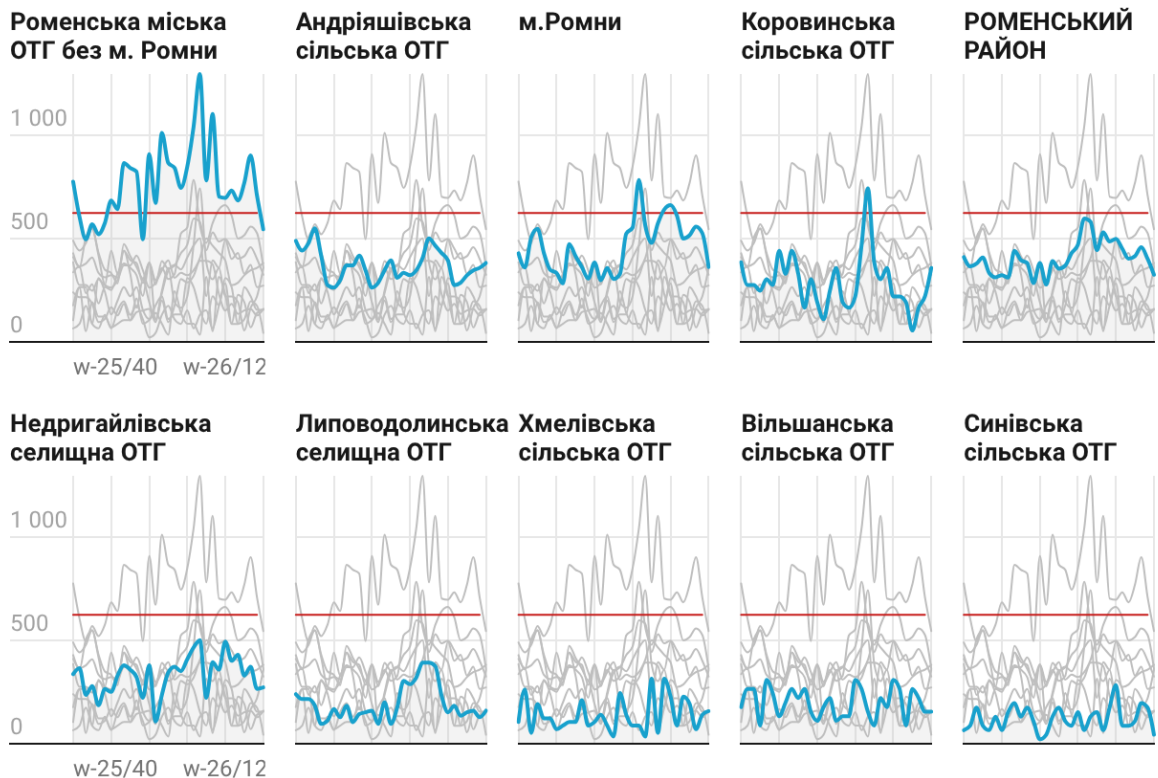 Роменська міська
ОТГ без м. Ромни
Андріяшівська
сільська ОТГ
м.Ромни
Коровинська
сільська ОТГ
РОМЕНСЬКИЙ
РАЙОН
1 000
500
0
w-25/40 w-26/12
Недригайлівська
селищна ОТГ
Липоводолинська
селищна ОТГ
Хмелівська
сільська ОТГ
Вільшанська
сільська ОТГ
Синівська
сільська ОТГ
1 000
500
0
w-25/40 w-26/12